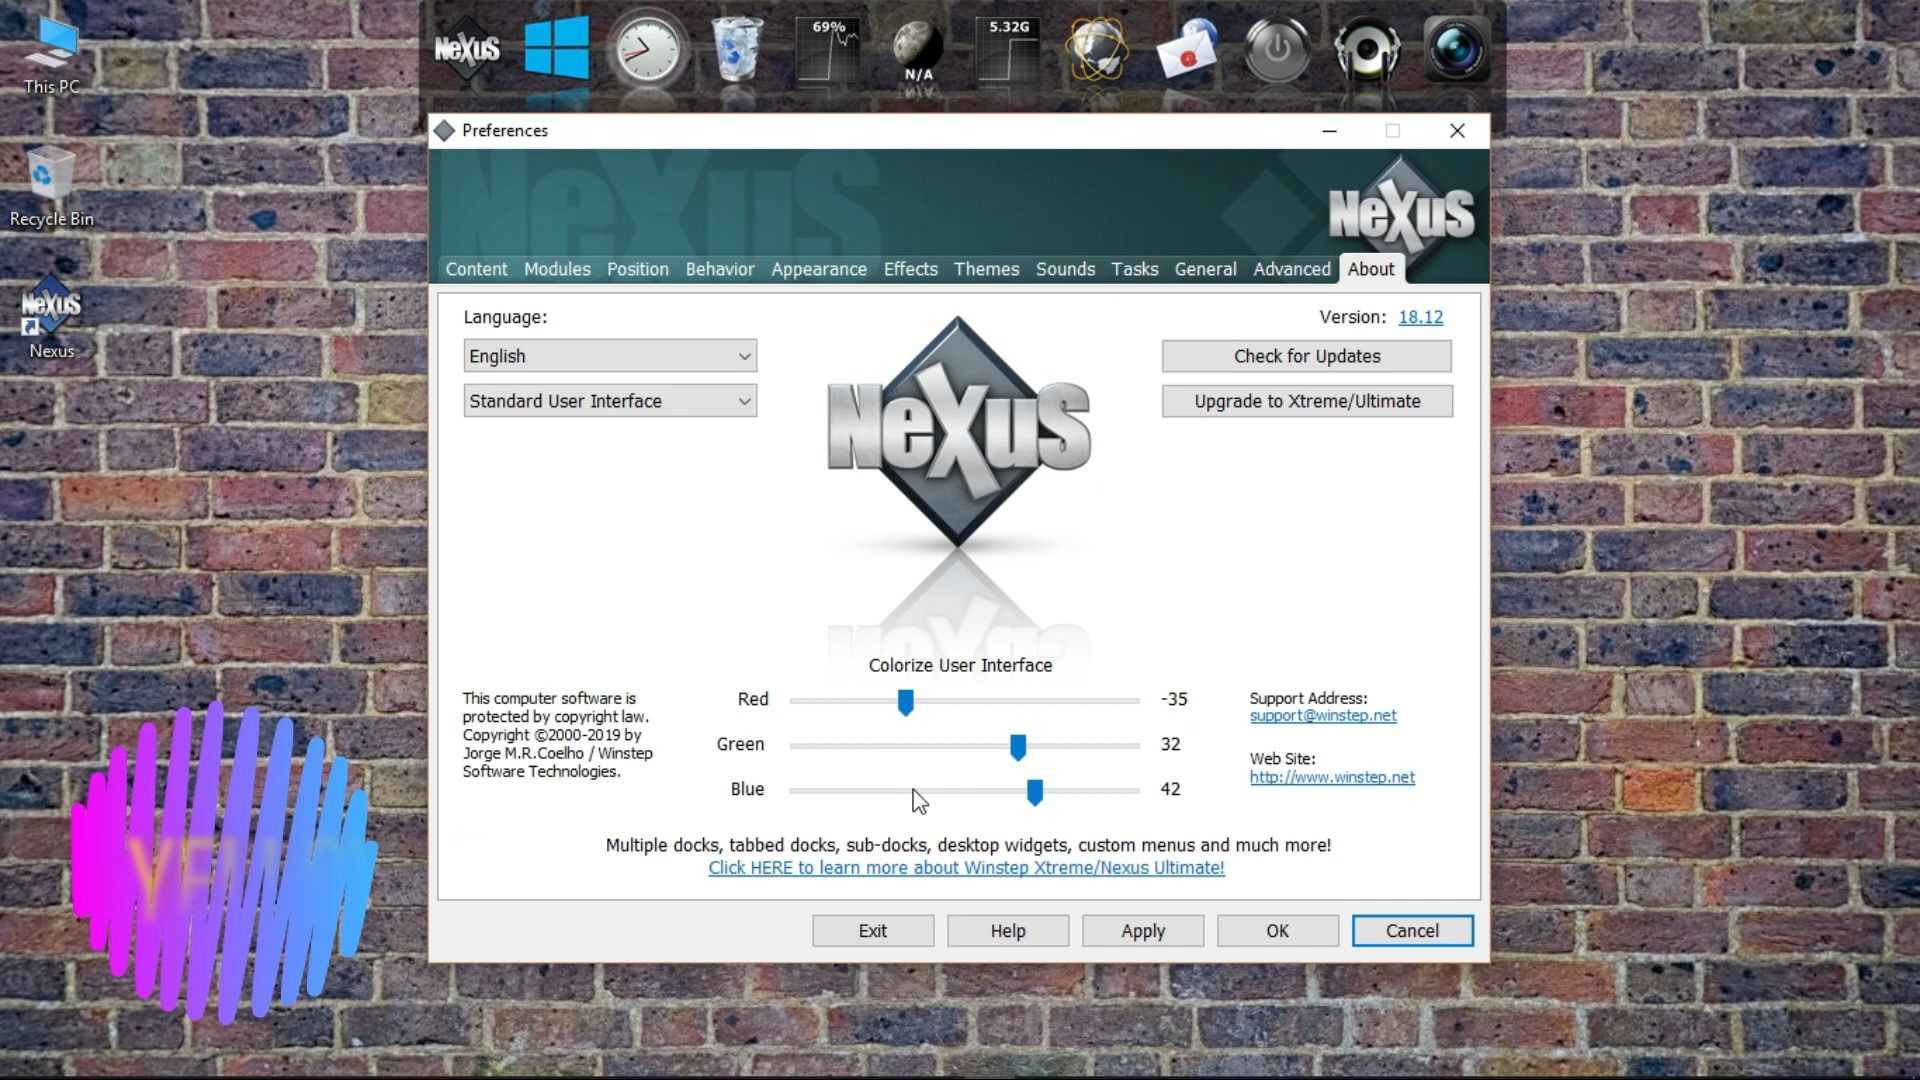 This PC
Recycle Bin
NeXuS
Nexus
NeXuS
69%
N/A
5.32G
Preferences
NeXuS
NeXuS
Content Modules Position Behavior Appearance Effects Themes Sounds Tasks General Advanced About
Language:
English
Standard User Interface
NeXuS
Version: 18.12
Check for Updates
Upgrade to Xtreme/Ultimate
Colorize User Interface
Red -35
Green 32
Blue 42
This computer software is
protected by copyright law.
Copyright ©2000-2019 by
Jorge M.R.Coelho / Winstep
Software Technologies.
Support Address:
support@winstep.net
Web Site:
http://www.winstep.net
Multiple docks, tabbed docks, sub-docks, desktop widgets, custom menus and much more!
Click HERE to learn more about Winstep Xtreme/Nexus Ultimate!
Exit Help Apply OK Cancel